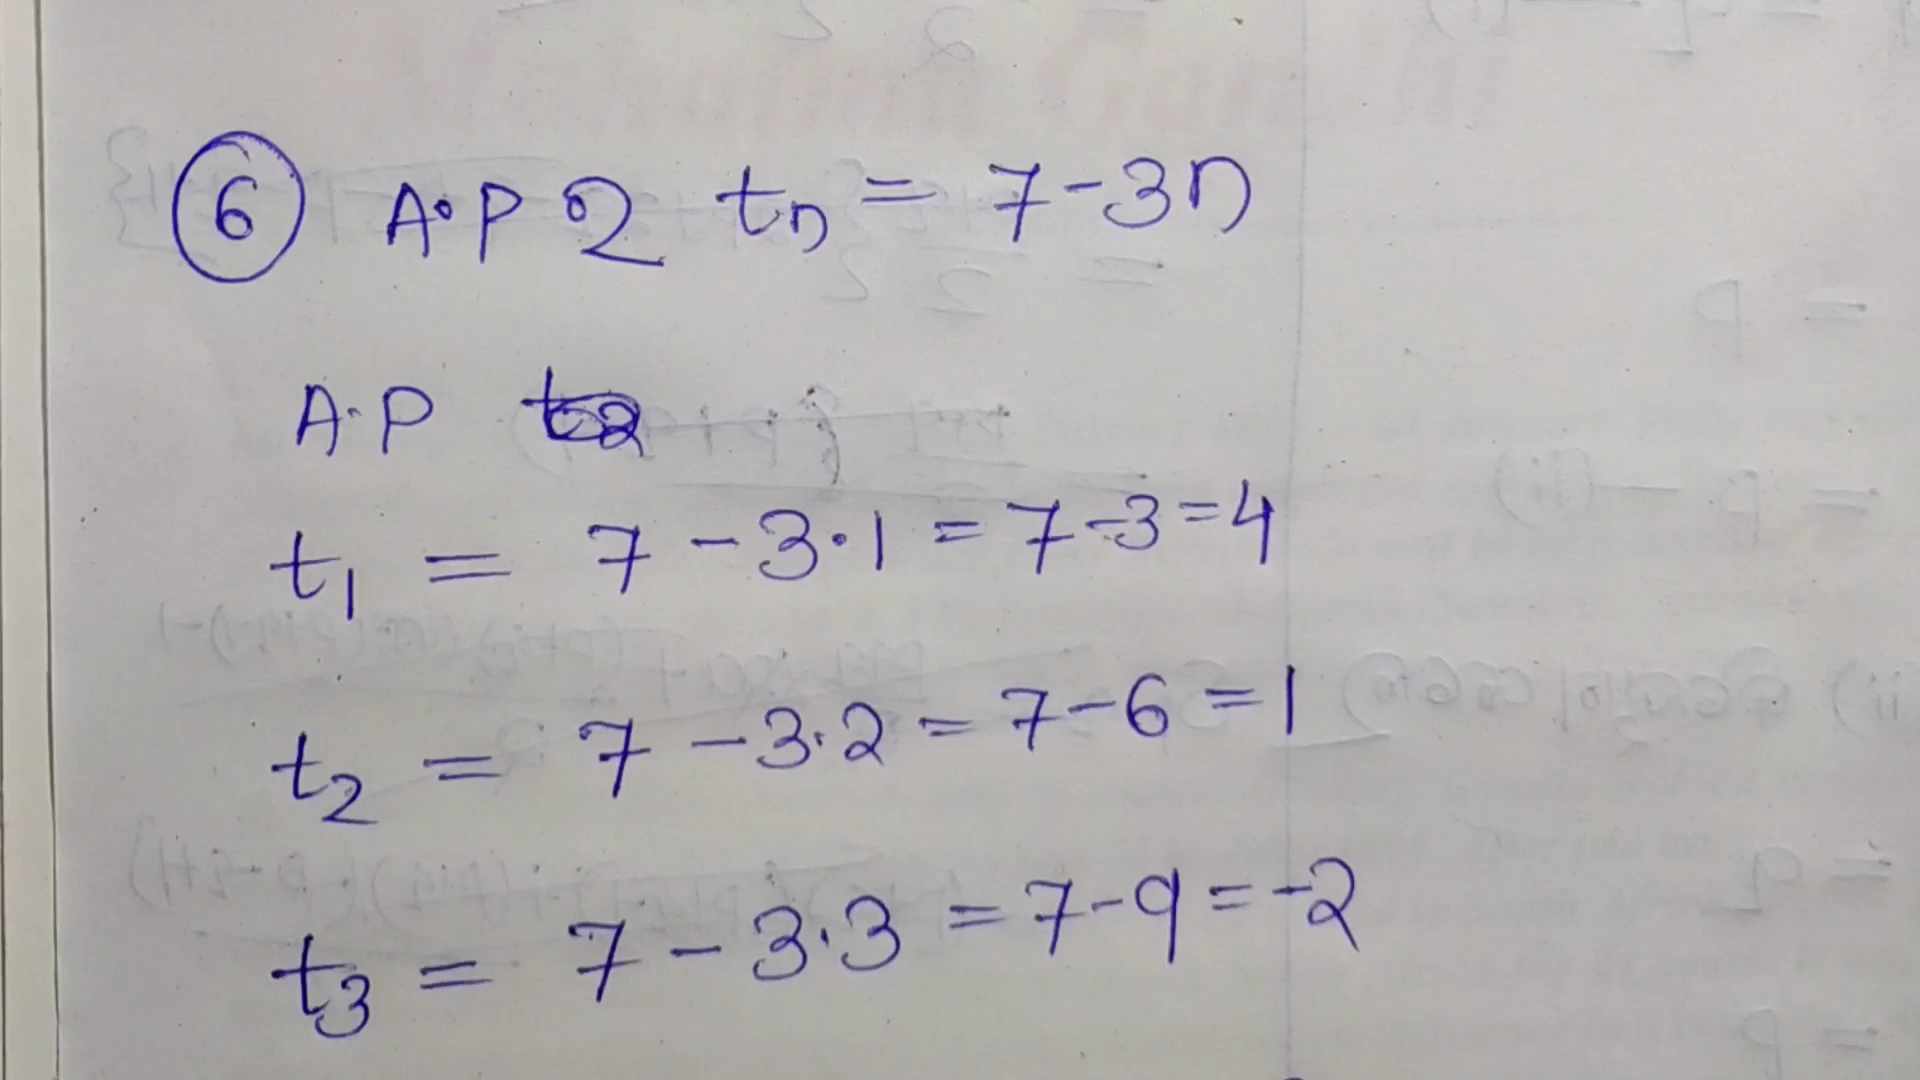 6 A.P ର tn = 7-3n
A.P
t1 = 7 - 3.1 = 7-3 = 4
t2 = 7 - 3.2 = 7-6 = 1
t3 = 7 - 3.3 = 7-9 = -2